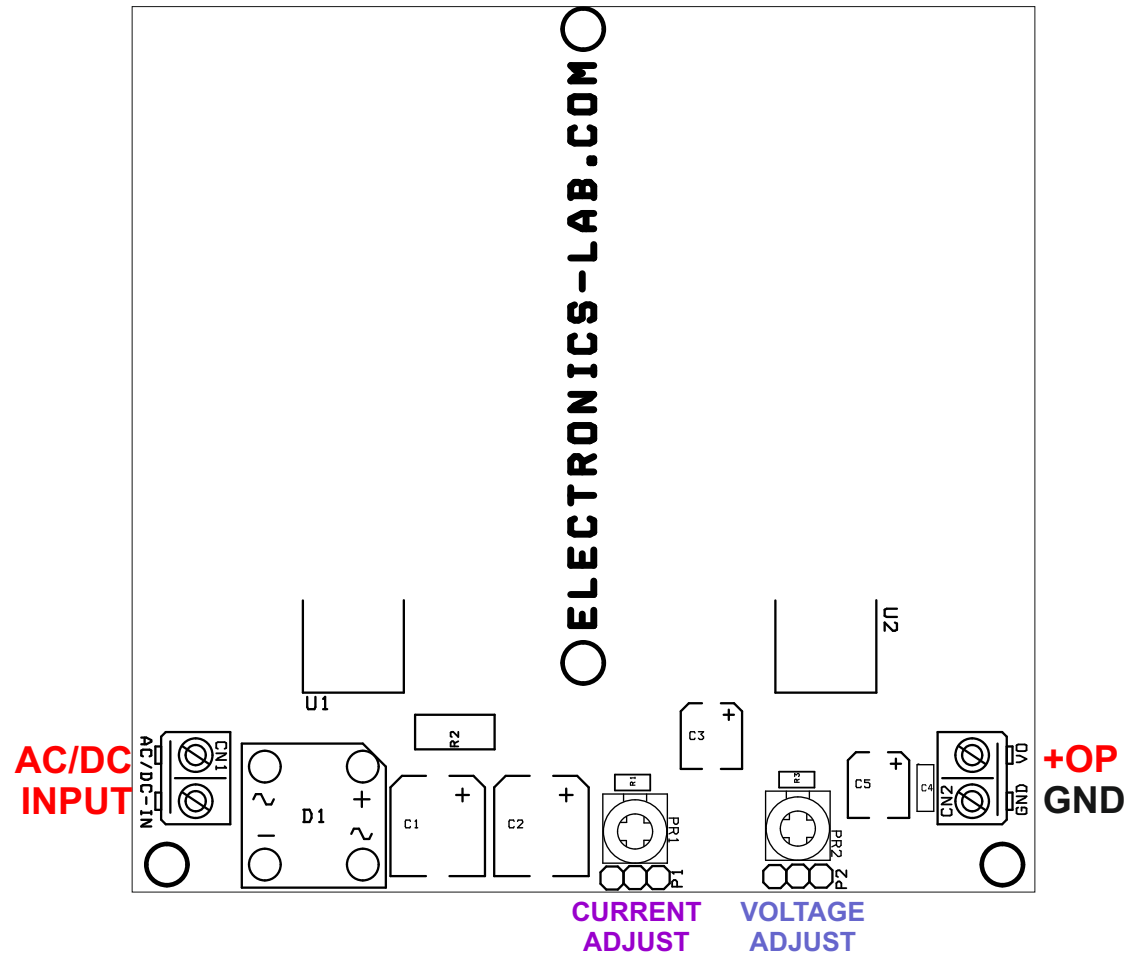 ELECTRONICS-LAB.COM
U1
U2
R2
C3
+
AC/DC
INPUT
AC/DC-IN
CN1
D1
+
-
C1
+
C2
+
R1
PR1
P1
R3
PR2
P2
C5
+
C4
CN2
VO
GND
+OP
GND
CURRENT
ADJUST
VOLTAGE
ADJUST